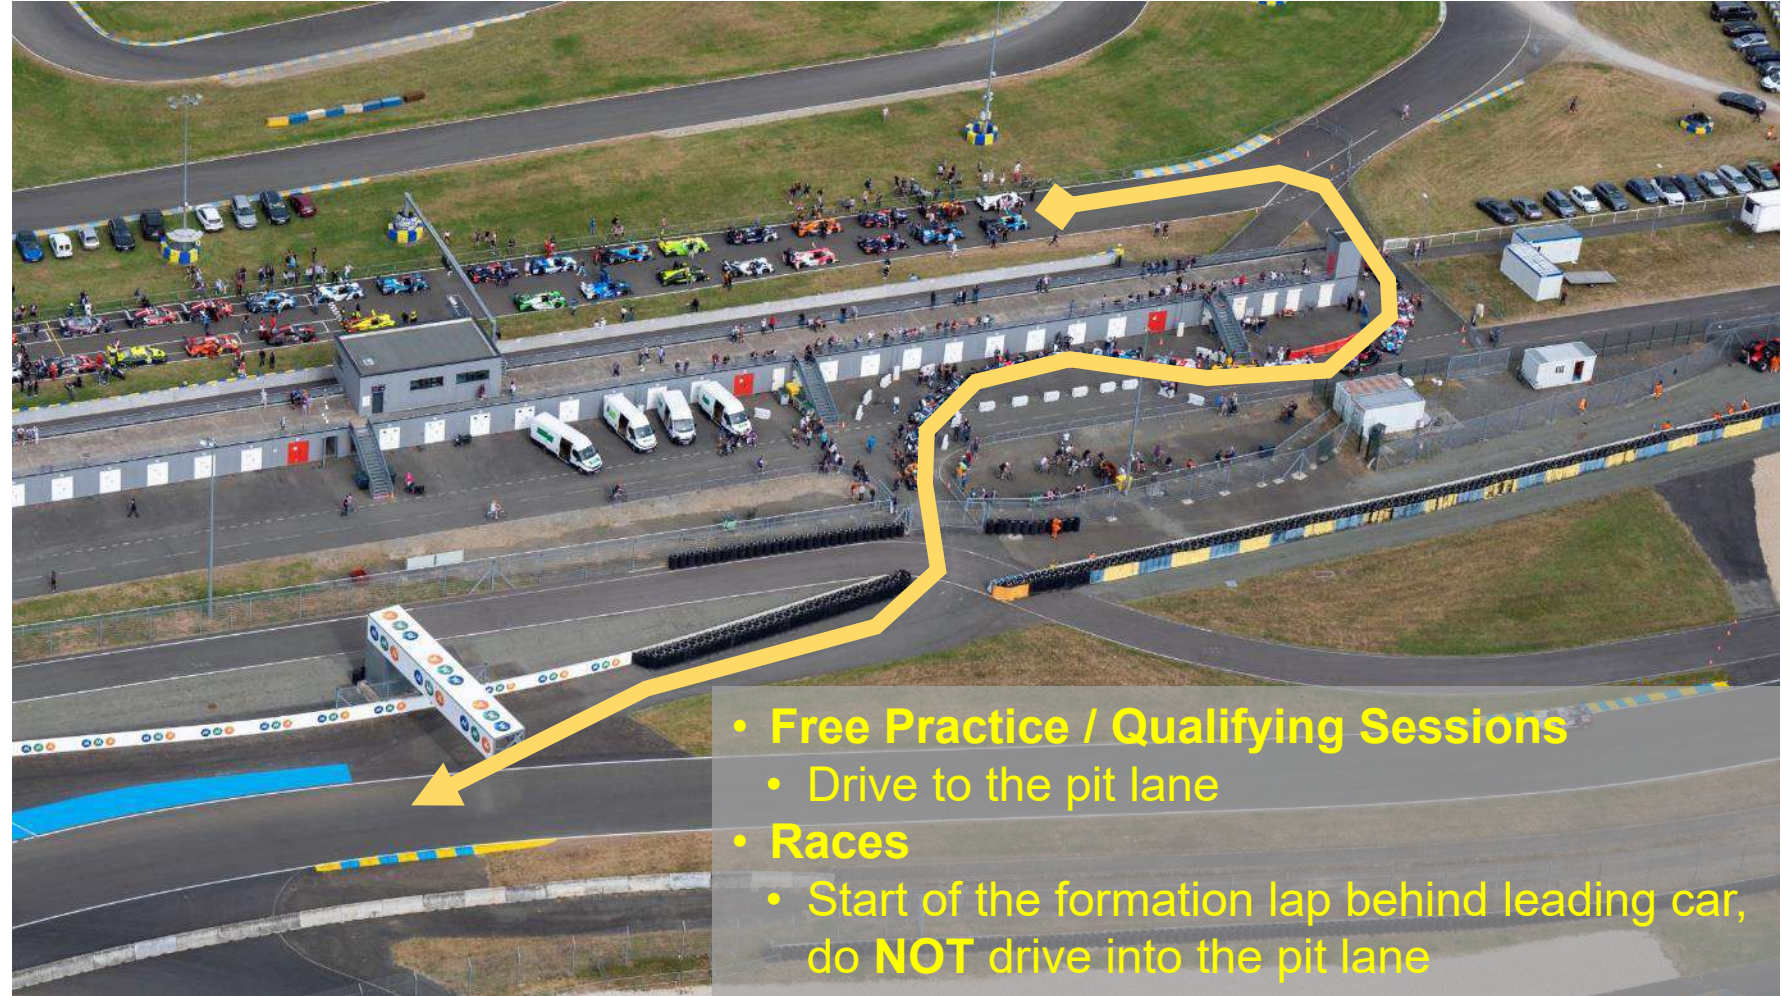 • Free Practice / Qualifying Sessions
• Drive to the pit lane
• Races
• Start of the formation lap behind leading car,
do NOT drive into the pit lane